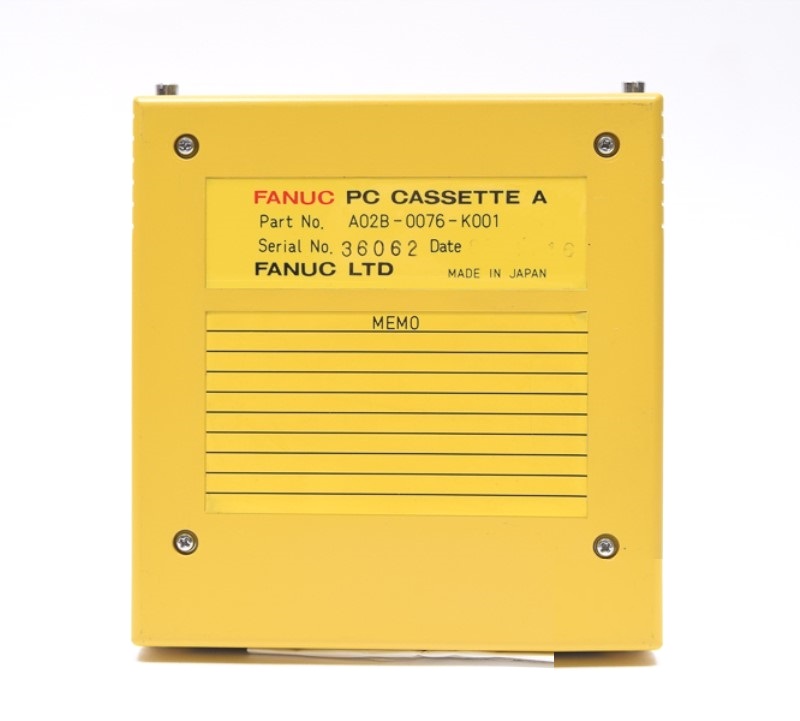 FANUC PC CASSETTE A
Part No. A02B-0076-K001
Serial No. 36062 Date
FANUC LTD MADE IN JAPAN
MEMO